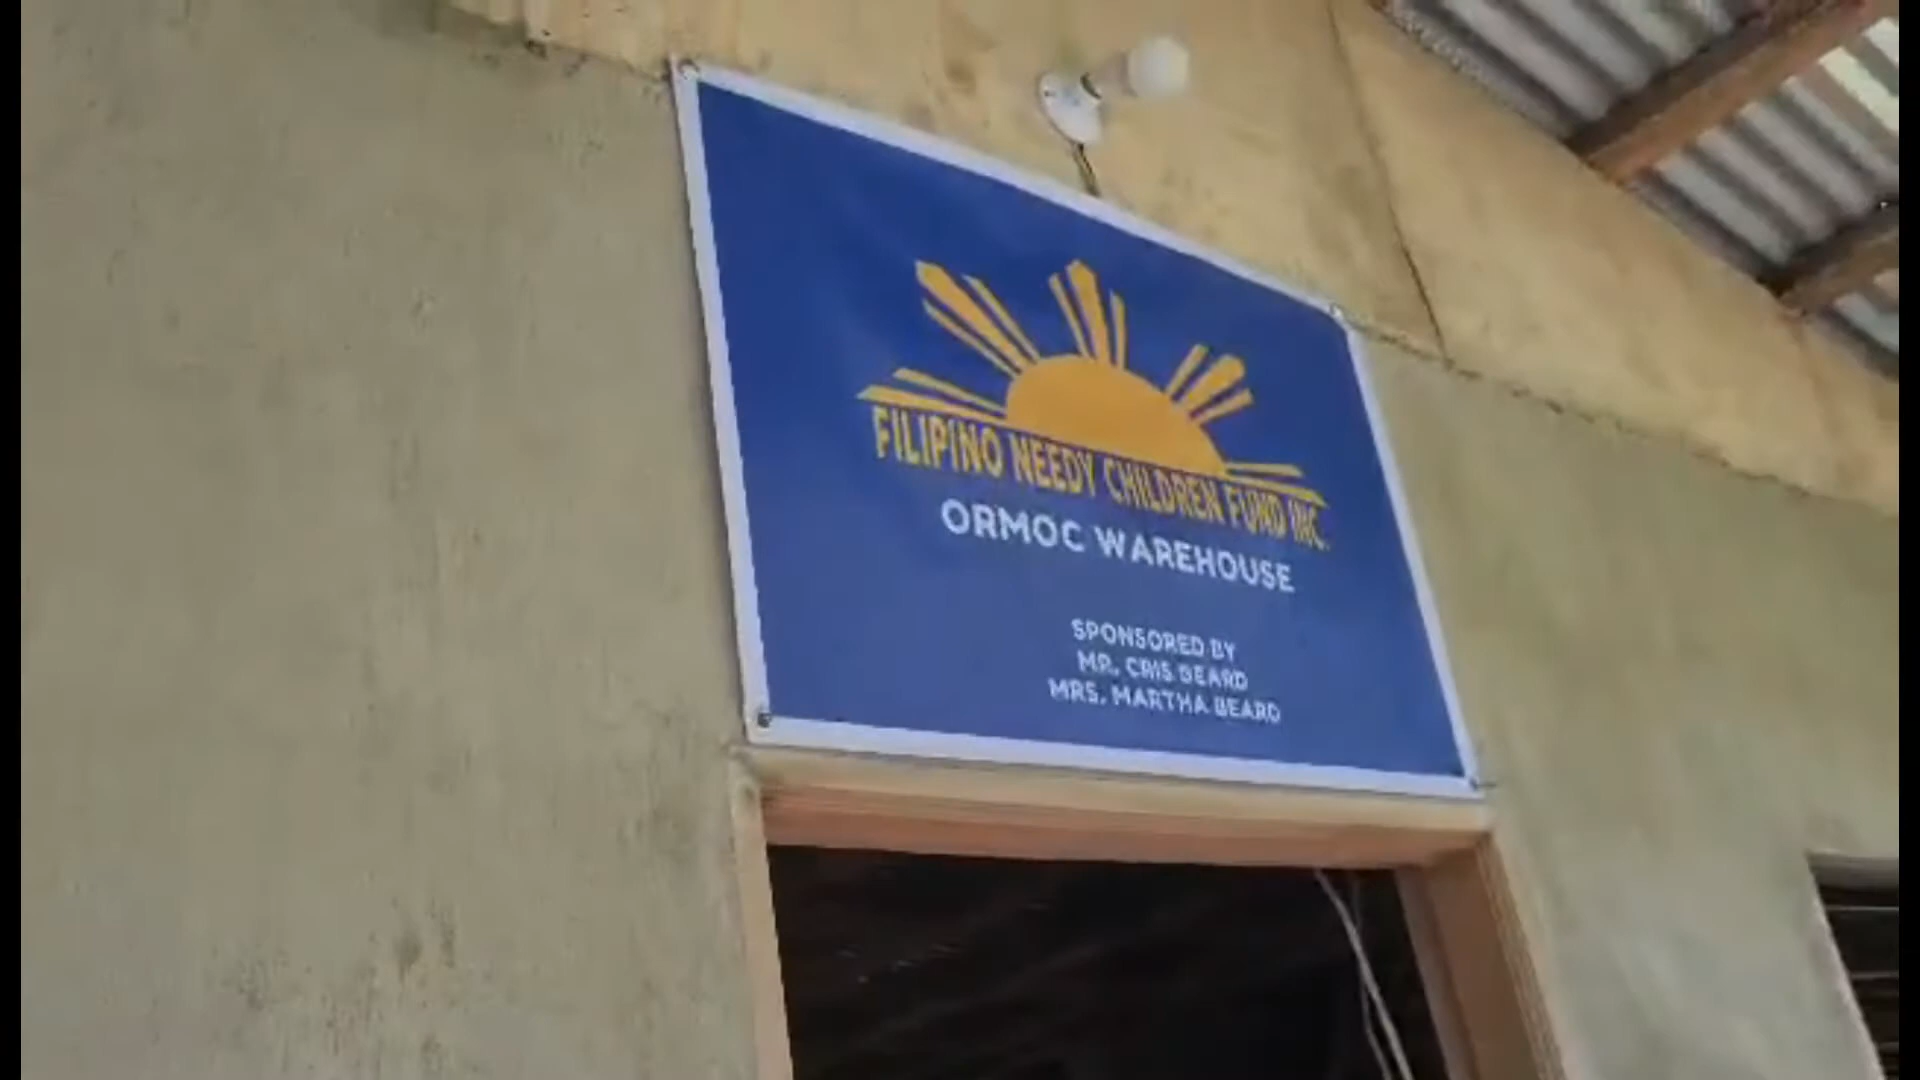 FILIPINO NEEDY CHILDREN FUND INC.
ORMOC WAREHOUSE
SPONSORED BY
MR. CRIS BEARD
MRS. MARTHA BEARD